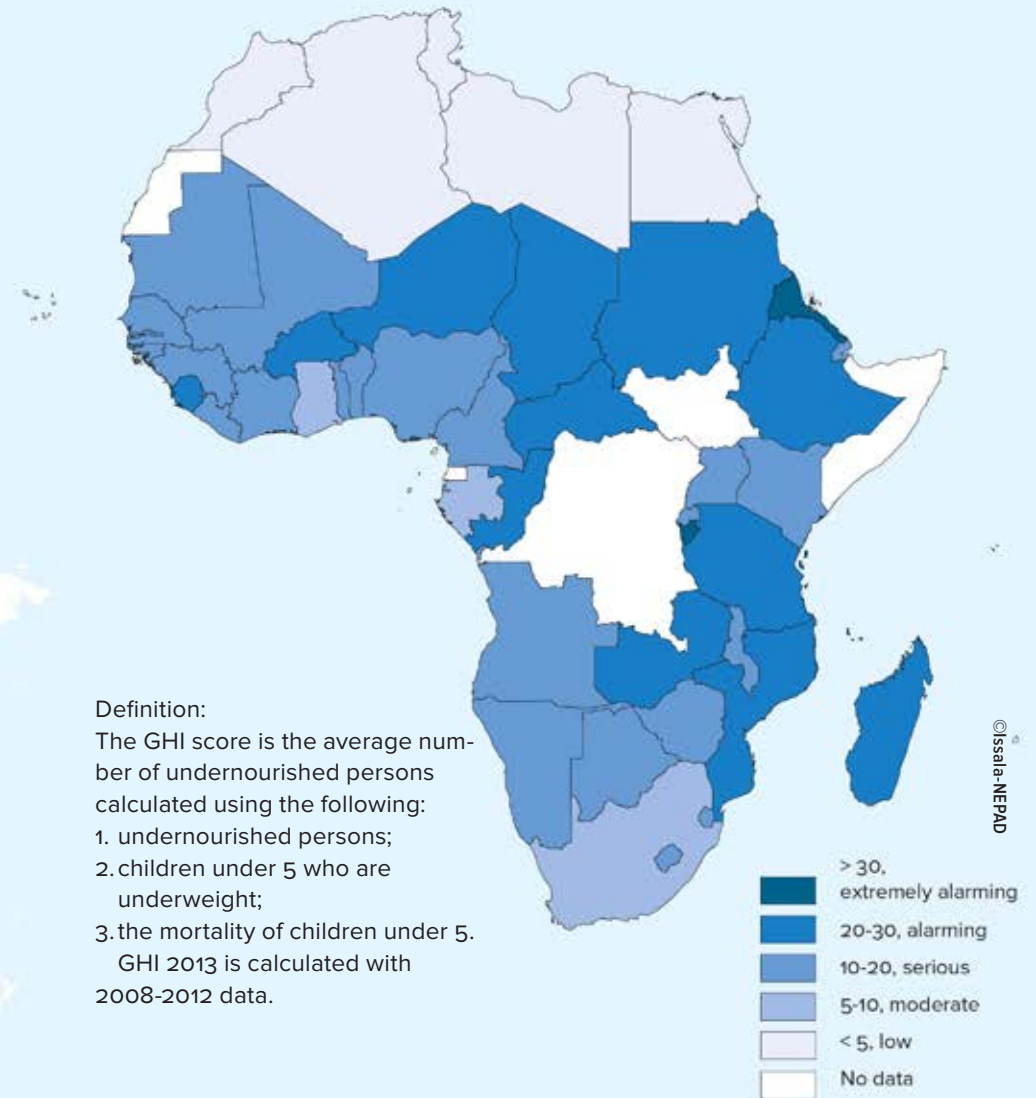 Definition:
The GHI score is the average num-
ber of undernourished persons
calculated using the following:
1. undernourished persons;
2. children under 5 who are
underweight;
3. the mortality of children under 5.
GHI 2013 is calculated with
2008-2012 data.
©Issala-NEPAD
> 30,
extremely alarming
20-30, alarming
10-20, serious
5-10, moderate
< 5, low
No data